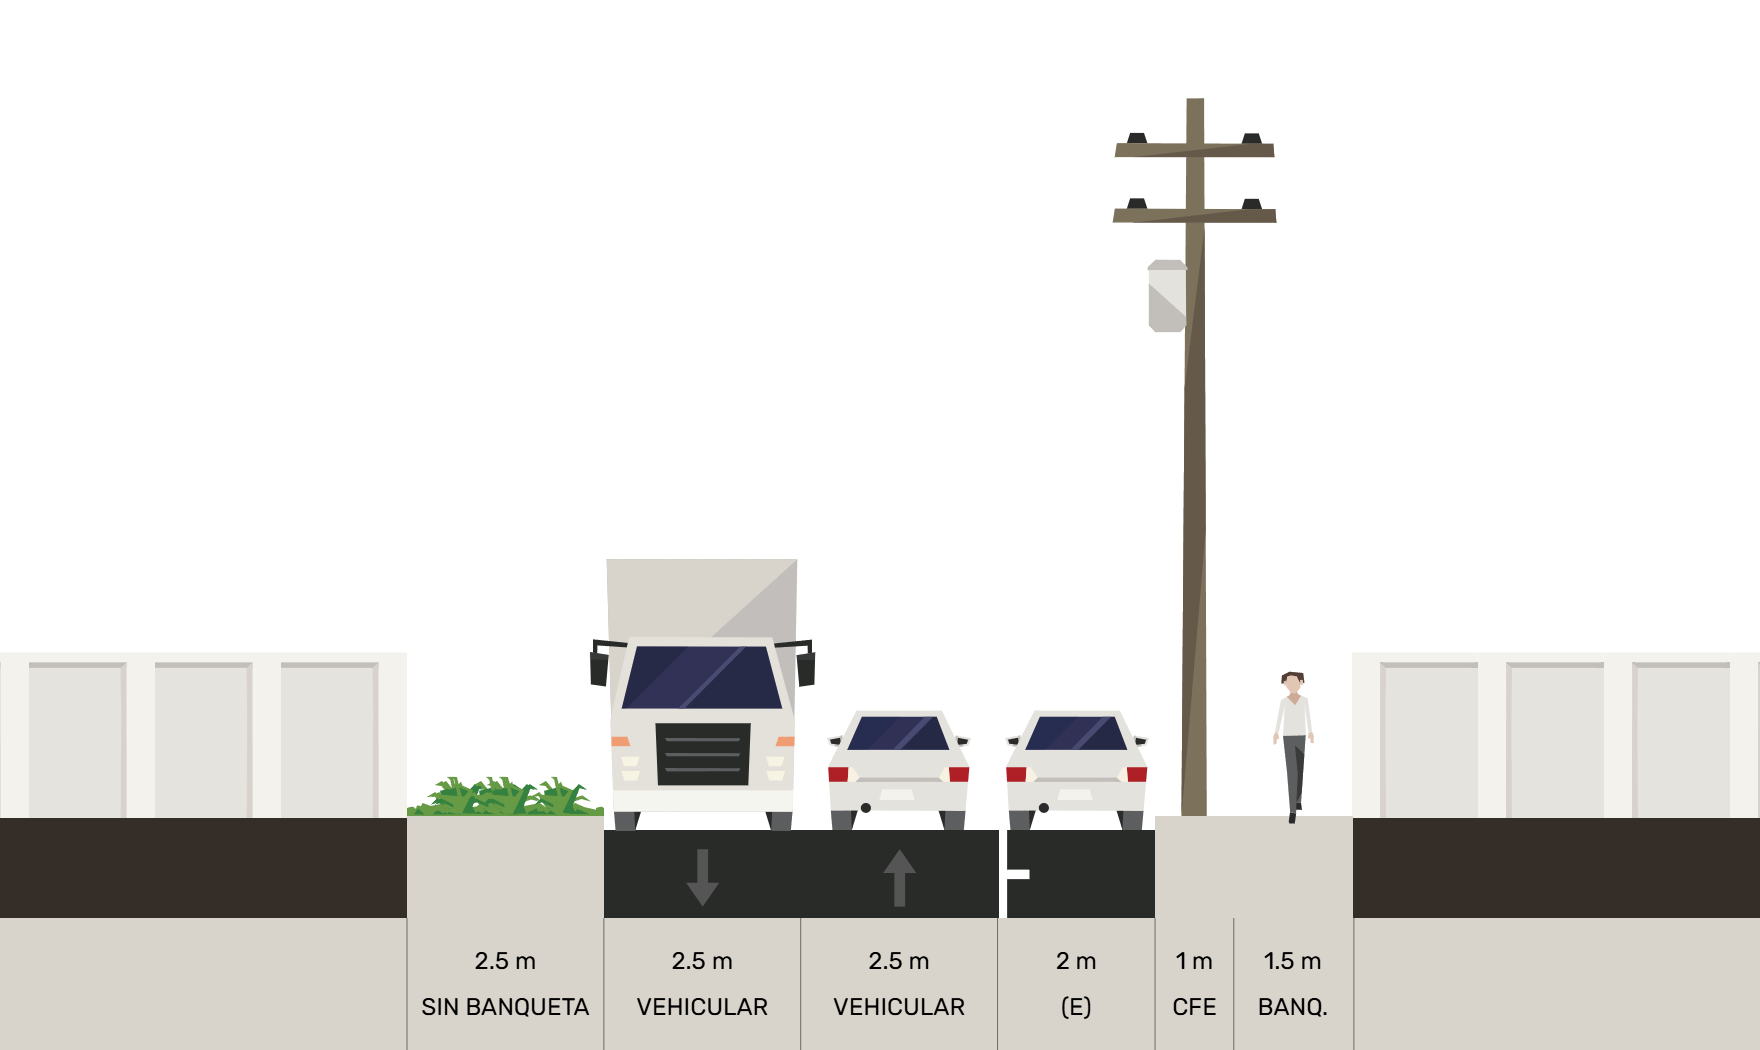 2.5 m
SIN BANQUETA
2.5 m
VEHICULAR
2.5 m
VEHICULAR
2 m
(E)
1 m
CFE
1.5 m
BANQ.